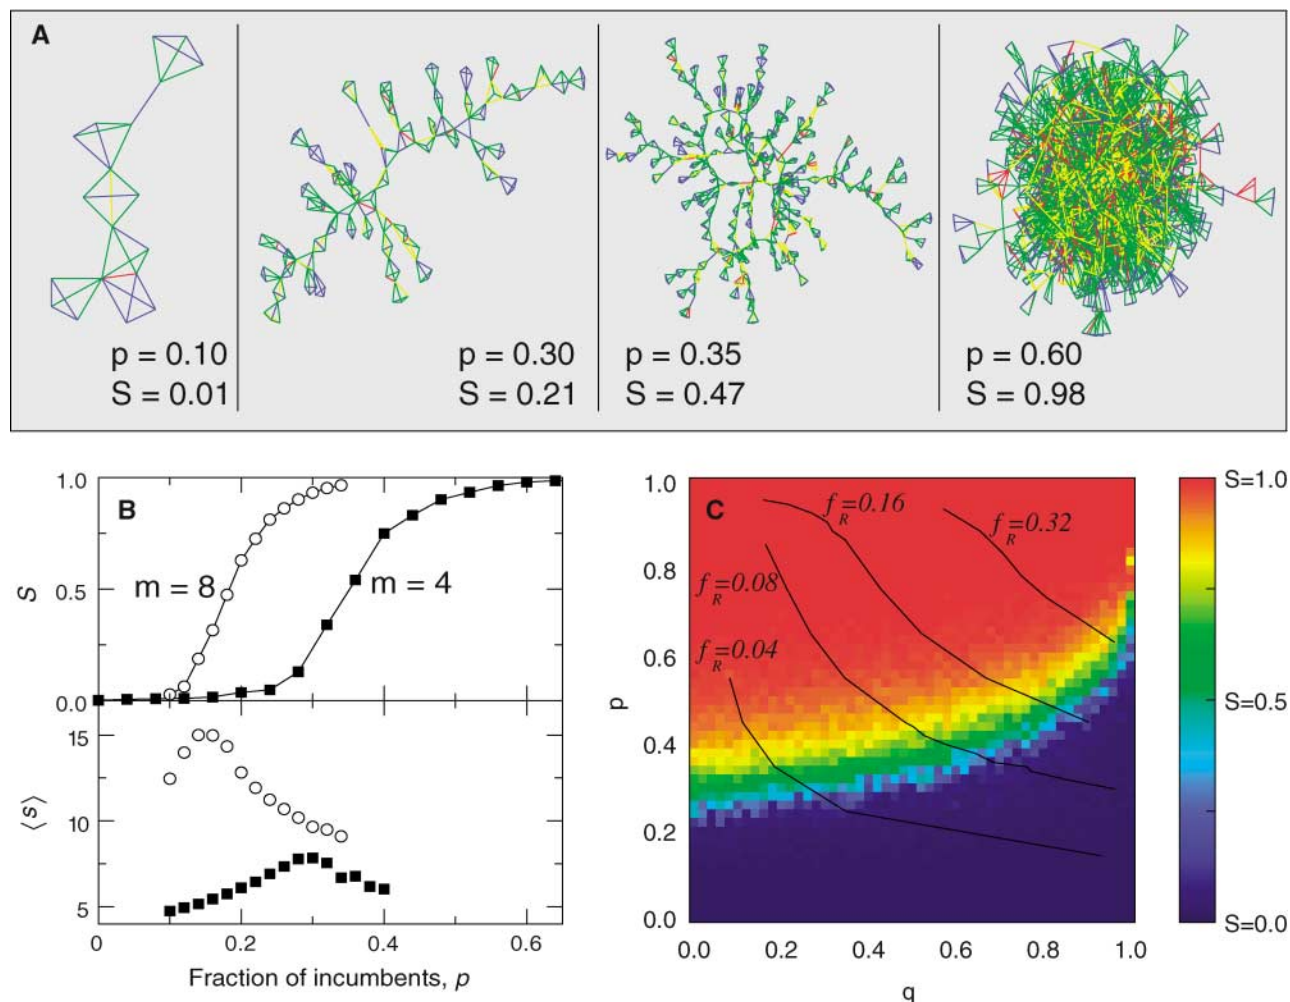 A
p = 0.10
S = 0.01
p = 0.30
S = 0.21
p = 0.35
S = 0.47
p = 0.60
S = 0.98
B
1.0
0.5
0.0
S
m = 8
m = 4
15
10
5
⟨s⟩
0
0.2
0.4
0.6
Fraction of incumbents, p
C
1.0
0.8
0.6
0.4
0.2
0.0
p
f_R=0.16
f_R=0.32
f_R=0.08
f_R=0.04
0.0
0.2
0.4
0.6
0.8
1.0
q
S=1.0
S=0.5
S=0.0